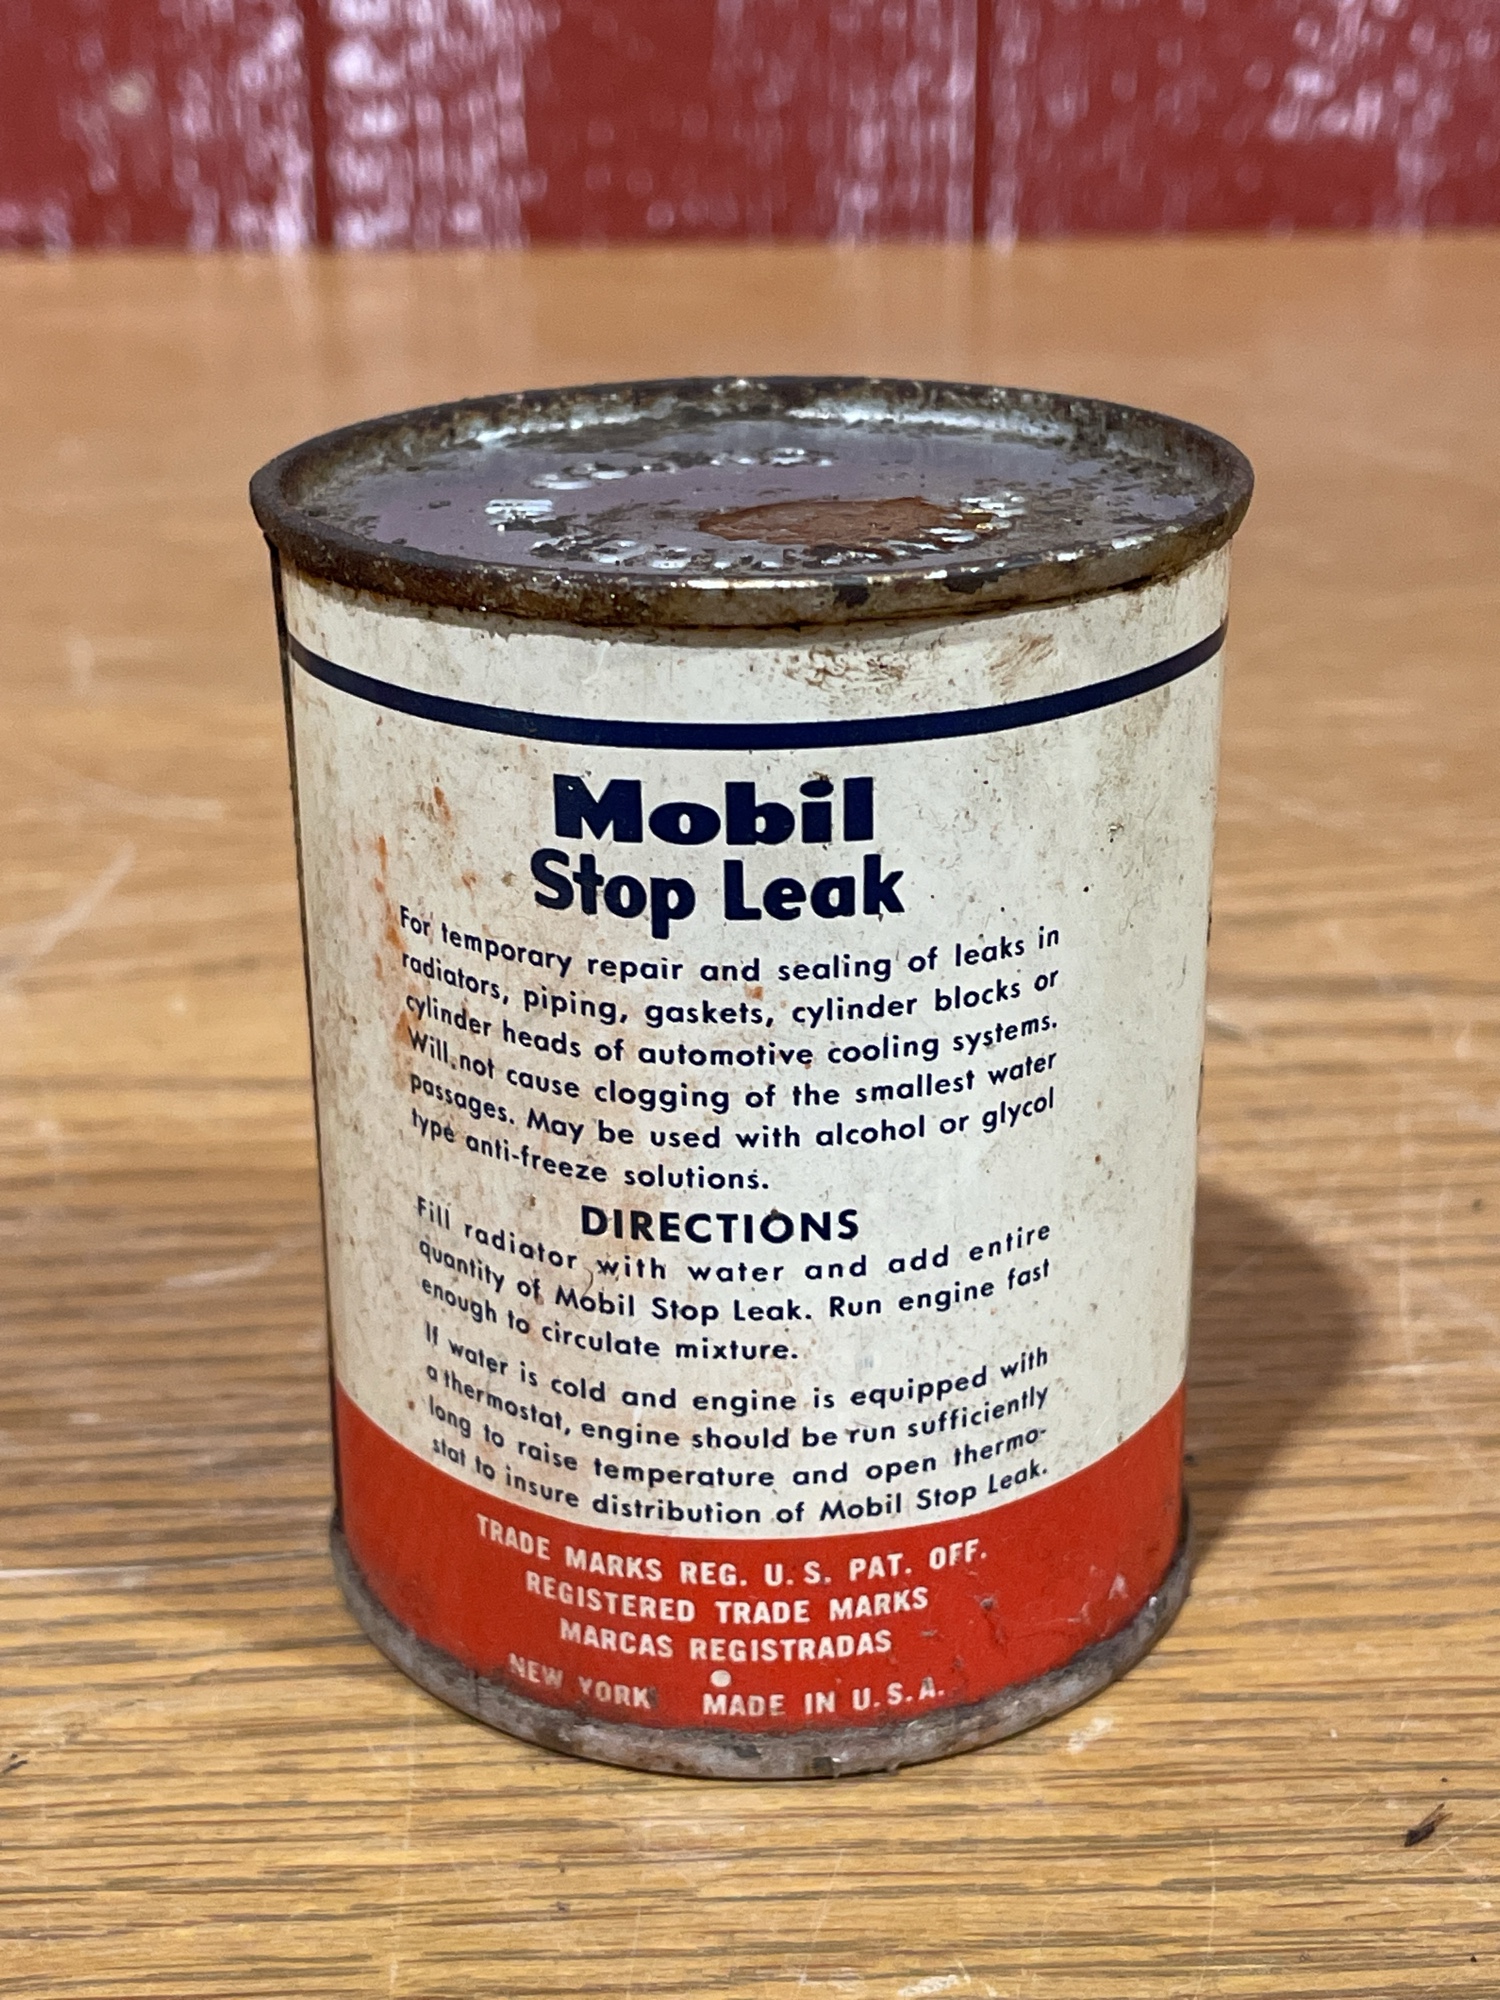 Mobil
Stop Leak
For temporary repair and sealing of leaks in
radiators, piping, gaskets, cylinder blocks or
cylinder heads of automotive cooling systems.
Will not cause clogging of the smallest water
passages. May be used with alcohol or glycol
type anti-freeze solutions.
DIRECTIONS
Fill radiator with water and add entire
quantity of Mobil Stop Leak. Run engine fast
enough to circulate mixture.
If water is cold and engine is equipped with
a thermostat, engine should be run sufficiently
long to raise temperature and open thermo-
stat to insure distribution of Mobil Stop Leak.
TRADE MARKS REG. U. S. PAT. OFF.
REGISTERED TRADE MARKS
MARCAS REGISTRADAS
NEW YORK MADE IN U.S.A.